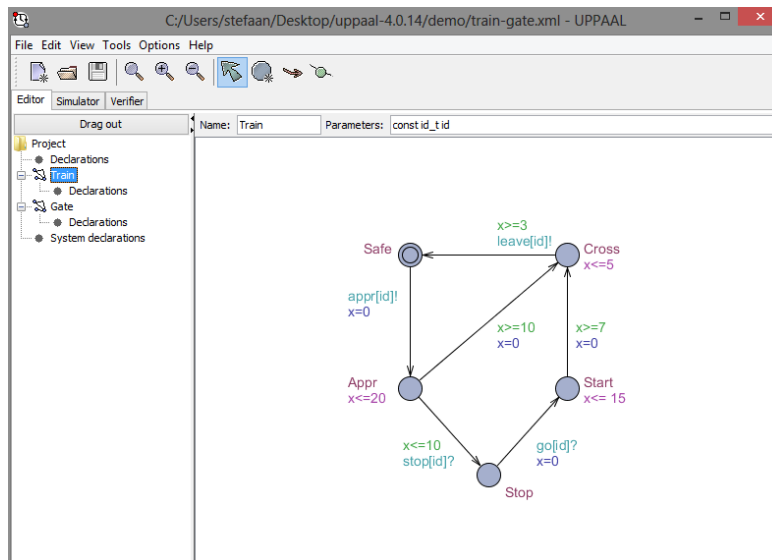 C:/Users/stefaan/Desktop/uppaal-4.0.14/demo/train-gate.xml - UPPAAL
File Edit View Tools Options Help
Editor Simulator Verifier
Drag out
Name: Train Parameters: const id_t id
Project
Declarations
Train
Declarations
Gate
Declarations
System declarations
x>=3
Safe leave[id]! Cross
x<=5
appr[id]!
x=0
x>=10 x>=7
x=0 x=0
Appr Start
x<=20 x<= 15
x<=10 go[id]?
stop[id]? x=0
Stop